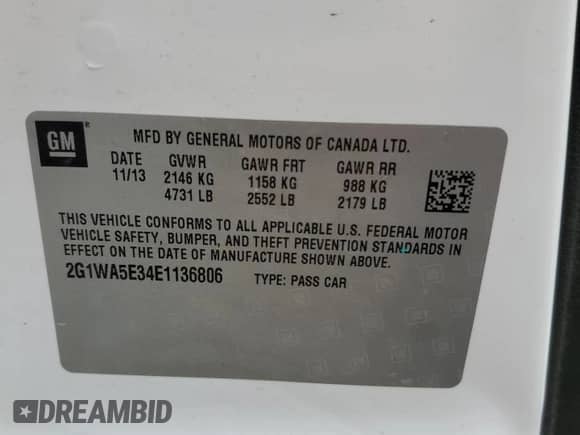 GM ®
MFD BY GENERAL MOTORS OF CANADA LTD.
DATE GVWR GAWR FRT GAWR RR
11/13 2146 KG 1158 KG 988 KG
4731 LB 2552 LB 2179 LB
THIS VEHICLE CONFORMS TO ALL APPLICABLE U.S. FEDERAL MOTOR
VEHICLE SAFETY, BUMPER, AND THEFT PREVENTION STANDARDS IN
EFFECT ON THE DATE OF MANUFACTURE SHOWN ABOVE.
2G1WA5E34E1136806 TYPE: PASS CAR
DREAMBID